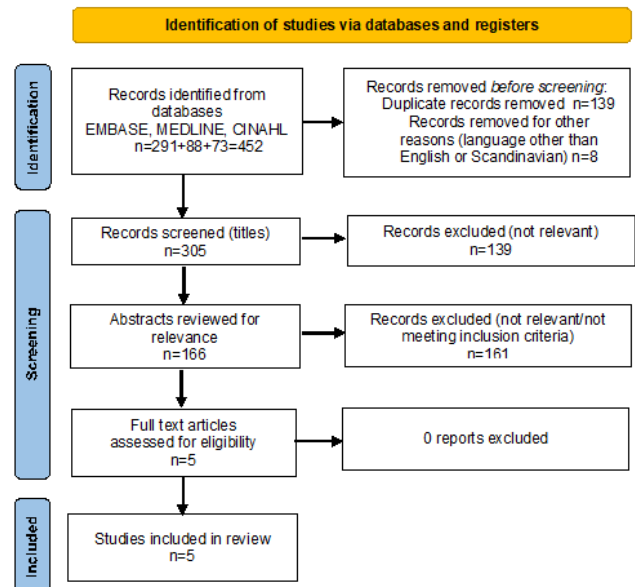 Identification of studies via databases and registers
Identification
Records identified from
databases
EMBASE, MEDLINE, CINAHL
n=291+88+73=452
Records removed before screening:
Duplicate records removed n=139
Records removed for other
reasons (language other than
English or Scandinavian) n=8
Screening
Records screened (titles)
n=305
Records excluded (not relevant)
n=139
Abstracts reviewed for
relevance
n=166
Records excluded (not relevant/not
meeting inclusion criteria)
n=161
Full text articles
assessed for eligibility
n=5
0 reports excluded
Included
Studies included in review
n=5